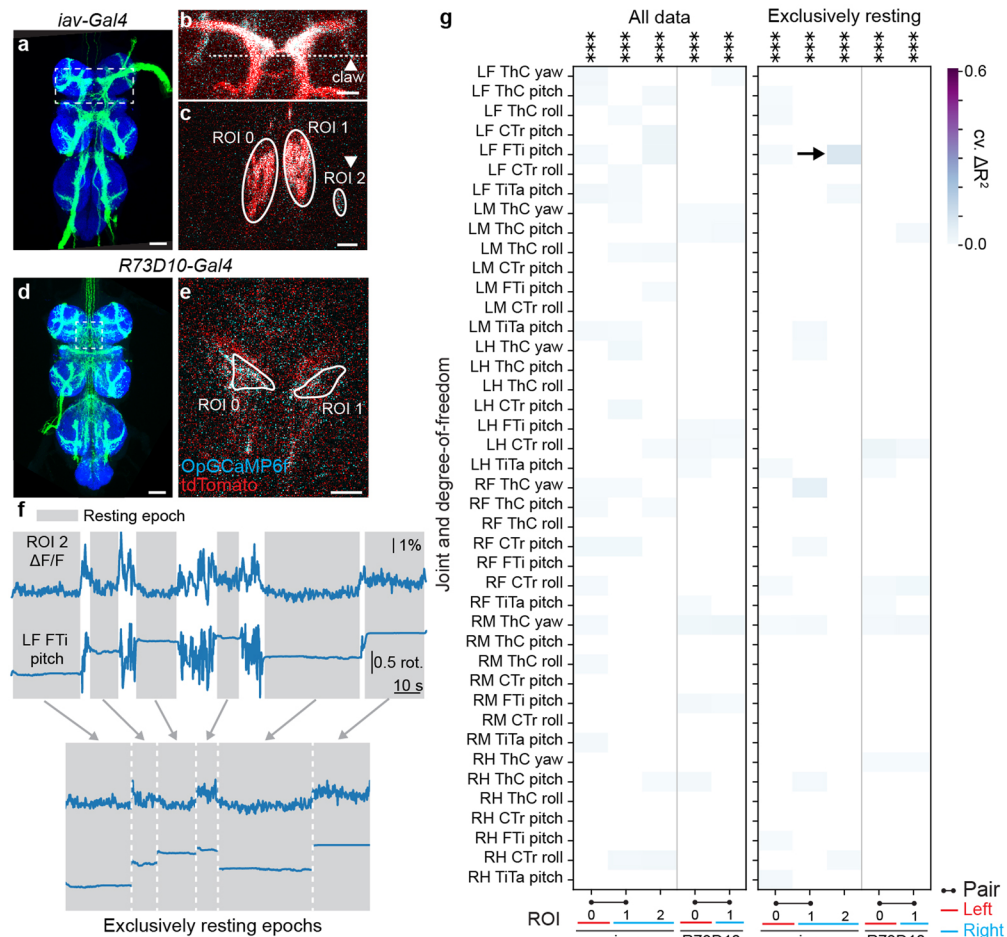 iav-Gal4
a
b
claw
c
ROI 0
ROI 1
ROI 2
R73D10-Gal4
d
e
ROI 0
ROI 1
OpGCaMP6f
tdTomato
f
Resting epoch
ROI 2
ΔF/F
1%
LF FTi
pitch
0.5 rot.
10 s
Exclusively resting epochs
g
All data
Exclusively resting
*** *** *** *** *** *** *** *** *** ***
Joint and degree-of-freedom
LF ThC yaw
LF ThC pitch
LF ThC roll
LF CTr pitch
LF FTi pitch
LF CTr roll
LF TiTa pitch
LM ThC yaw
LM ThC pitch
LM ThC roll
LM CTr pitch
LM FTi pitch
LM CTr roll
LM TiTa pitch
LH ThC yaw
LH ThC pitch
LH ThC roll
LH CTr pitch
LH FTi pitch
LH CTr roll
LH TiTa pitch
RF ThC yaw
RF ThC pitch
RF ThC roll
RF CTr pitch
RF FTi pitch
RF CTr roll
RF TiTa pitch
RM ThC yaw
RM ThC pitch
RM ThC roll
RM CTr pitch
RM FTi pitch
RM CTr roll
RM TiTa pitch
RH ThC yaw
RH ThC pitch
RH ThC roll
RH CTr pitch
RH FTi pitch
RH CTr roll
RH TiTa pitch
0.6
cv. ΔR²
0.0
ROI 0 1 2 0 1 0 1 2 0 1
Pair
Left
Right